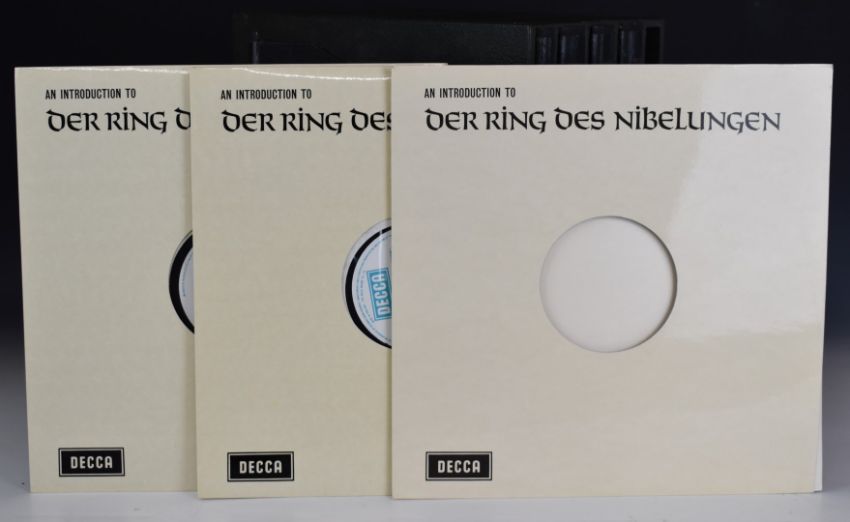 AN INTRODUCTION TO
DER RING D
DECCA
AN INTRODUCTION TO
DER RING DES
DECCA
DECCA
AN INTRODUCTION TO
DER RING DES NIBELUNGEN
DECCA